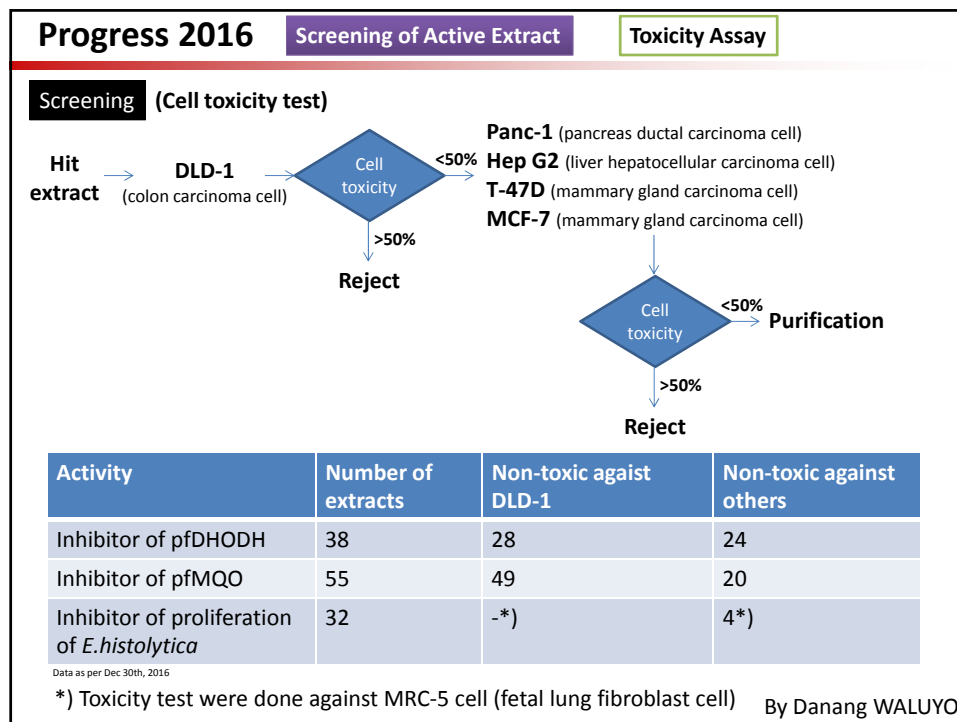 Progress 2016
Screening of Active Extract
Toxicity Assay
Screening (Cell toxicity test)
Hit
extract
DLD-1
(colon carcinoma cell)
Cell
toxicity
<50%
>50%
Reject
Panc-1 (pancreas ductal carcinoma cell)
Hep G2 (liver hepatocellular carcinoma cell)
T-47D (mammary gland carcinoma cell)
MCF-7 (mammary gland carcinoma cell)
Cell
toxicity
<50%
Purification
>50%
Reject
Activity
Number of
extracts
Non-toxic agaist
DLD-1
Non-toxic against
others
Inhibitor of pfDHODH 38 28 24
Inhibitor of pfMQO 55 49 20
Inhibitor of proliferation
of E.histolytica
32 -*) 4*)
Data as per Dec 30th, 2016
*) Toxicity test were done against MRC-5 cell (fetal lung fibroblast cell)
By Danang WALUYO